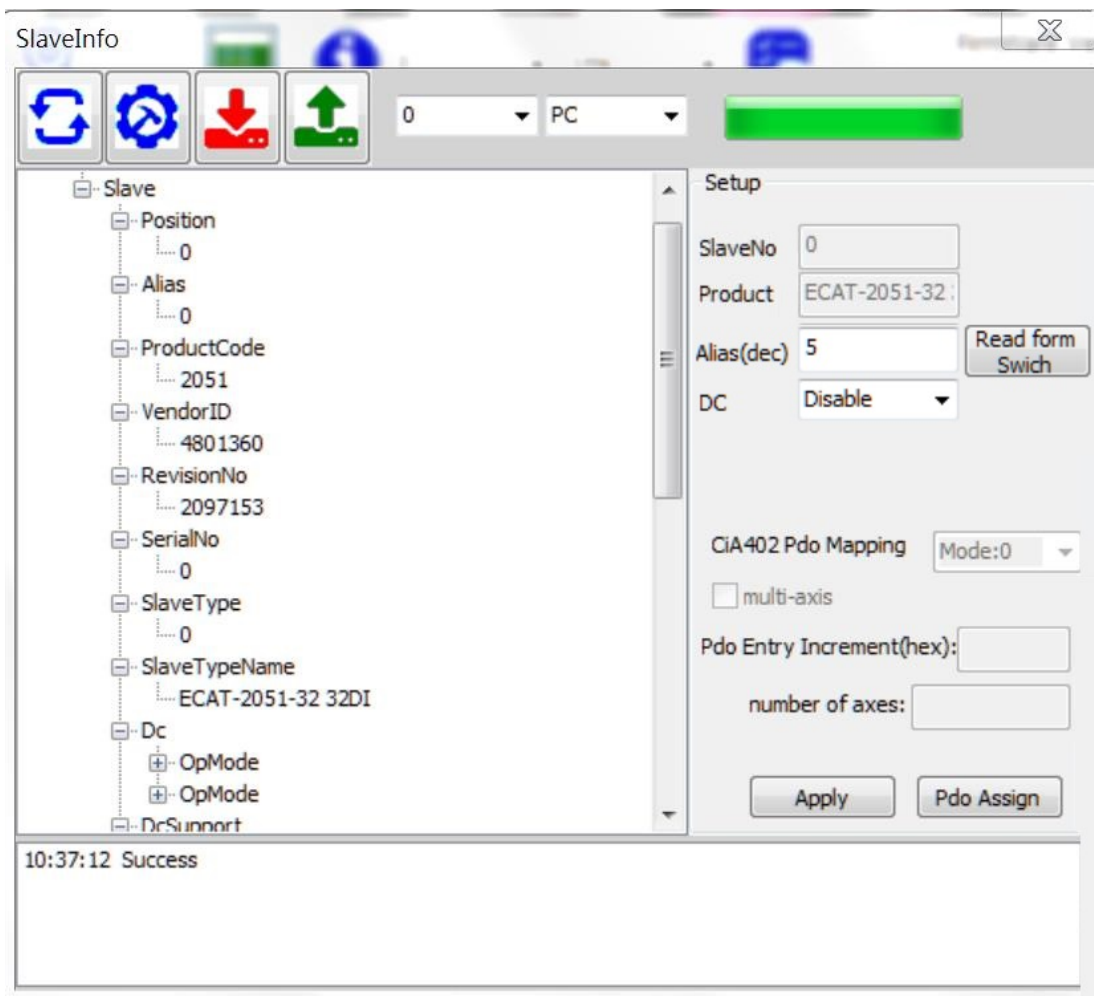 SlaveInfo
0
PC
Slave
Position
0
Alias
0
ProductCode
2051
VendorID
4801360
RevisionNo
2097153
SerialNo
0
SlaveType
0
SlaveTypeName
ECAT-2051-32 32DI
Dc
OpMode
OpMode
DcSupport
Setup
SlaveNo 0
Product ECAT-2051-32
Alias(dec) 5
Read form
Swich
DC Disable
CiA402 Pdo Mapping Mode:0
multi-axis
Pdo Entry Increment(hex):
number of axes:
Apply Pdo Assign
10:37:12 Success